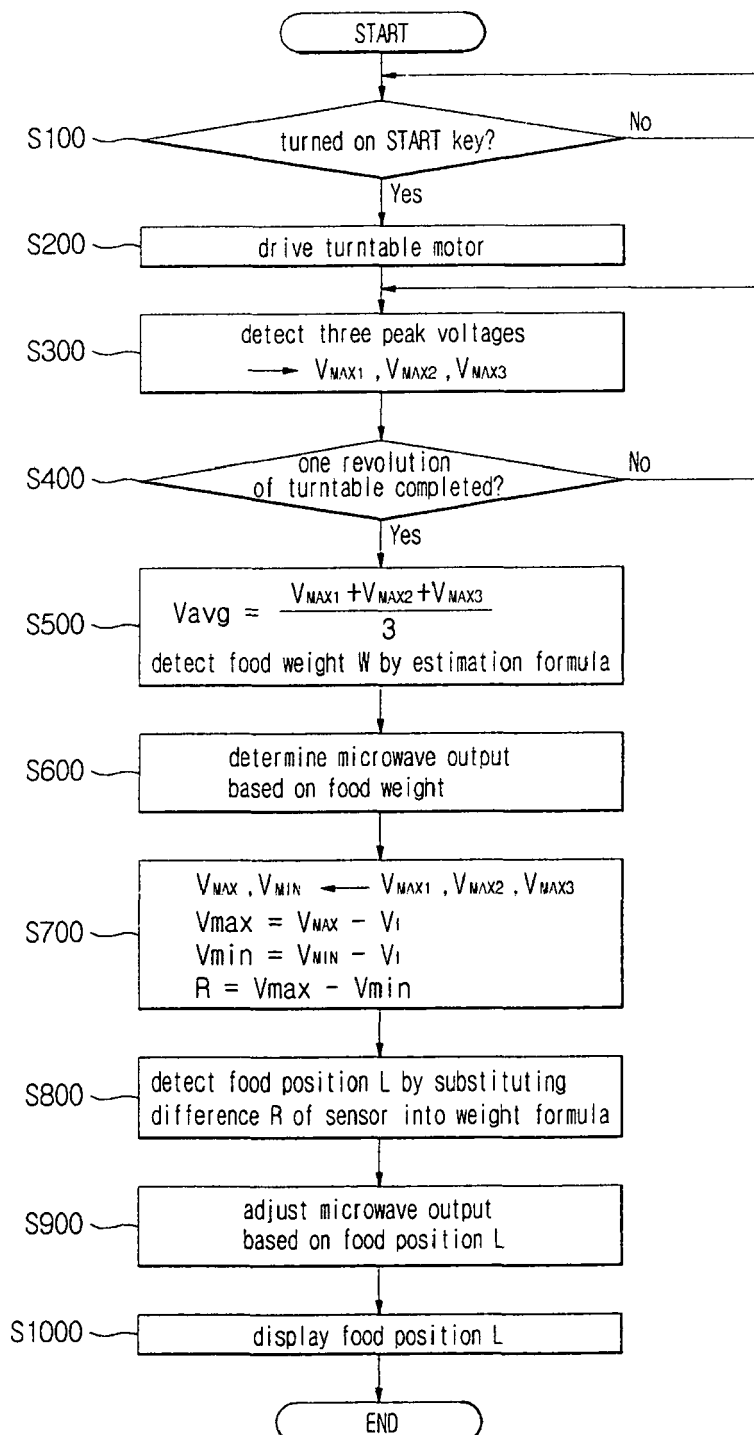 START
S100
turned on START key?
No
Yes
S200
drive turntable motor
S300
detect three peak voltages
→ VMAX1 , VMAX2 , VMAX3
S400
one revolution
of turntable completed?
No
Yes
S500
Vavg = (VMAX1 + VMAX2 + VMAX3) / 3
detect food weight W by estimation formula
S600
determine microwave output
based on food weight
S700
VMAX , VMIN ← VMAX1 , VMAX2 , VMAX3
Vmax = VMAX - V1
Vmin = VMIN - V1
R = Vmax - Vmin
S800
detect food position L by substituting
difference R of sensor into weight formula
S900
adjust microwave output
based on food position L
S1000
display food position L
END